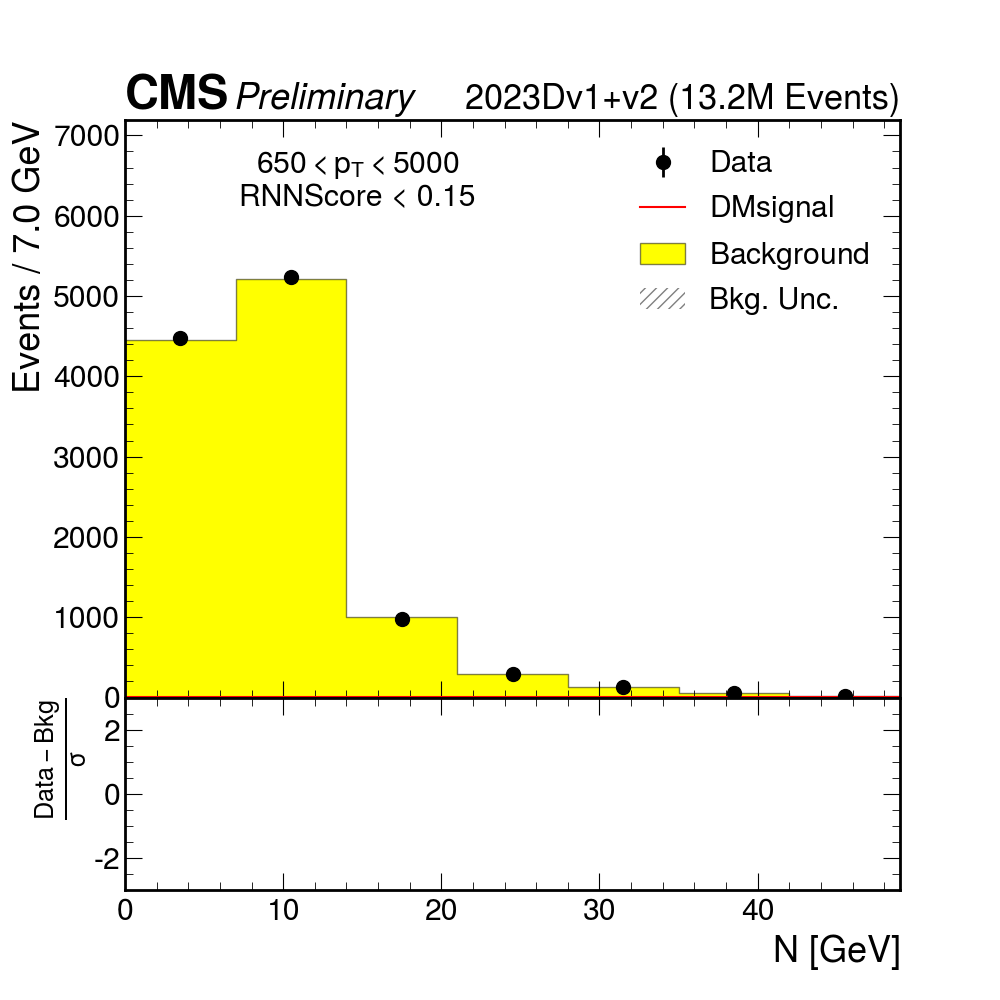 CMS Preliminary 2023Dv1+v2 (13.2M Events)
Events / 7.0 GeV
7000
6000
5000
4000
3000
2000
1000
0
650 < pT < 5000
RNNScore < 0.15
Data
DMsignal
Background
Bkg. Unc.
Data – Bkg
σ
2
0
-2
0 10 20 30 40
N [GeV]